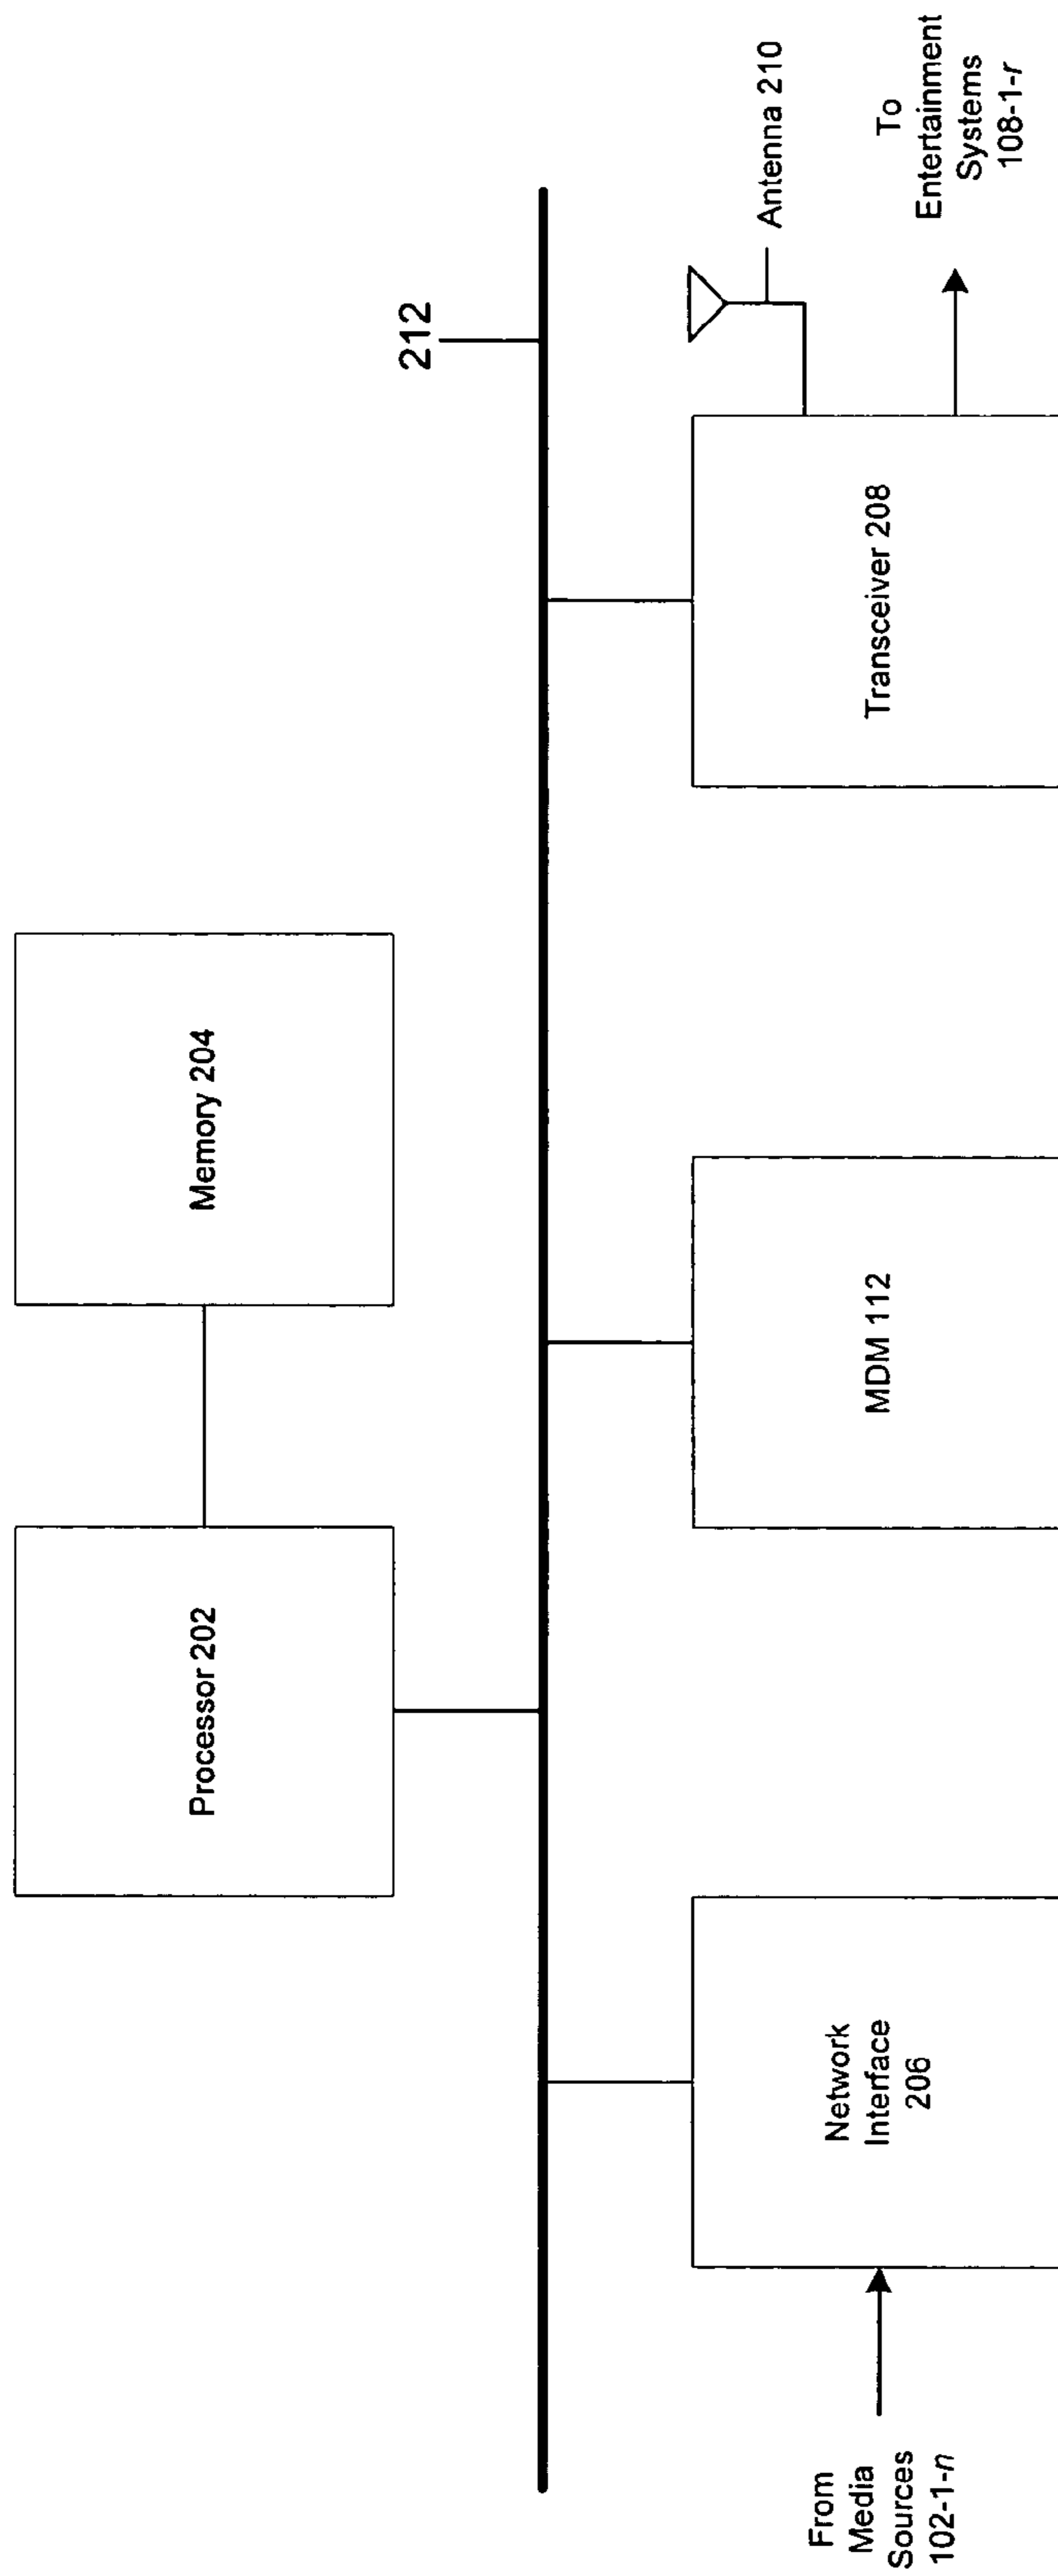 Processor 202
Memory 204
212
From
Media
Sources
102-1-n
Network
Interface
206
MDM 112
Transceiver 208
Antenna 210
To
Entertainment
Systems
108-1-r